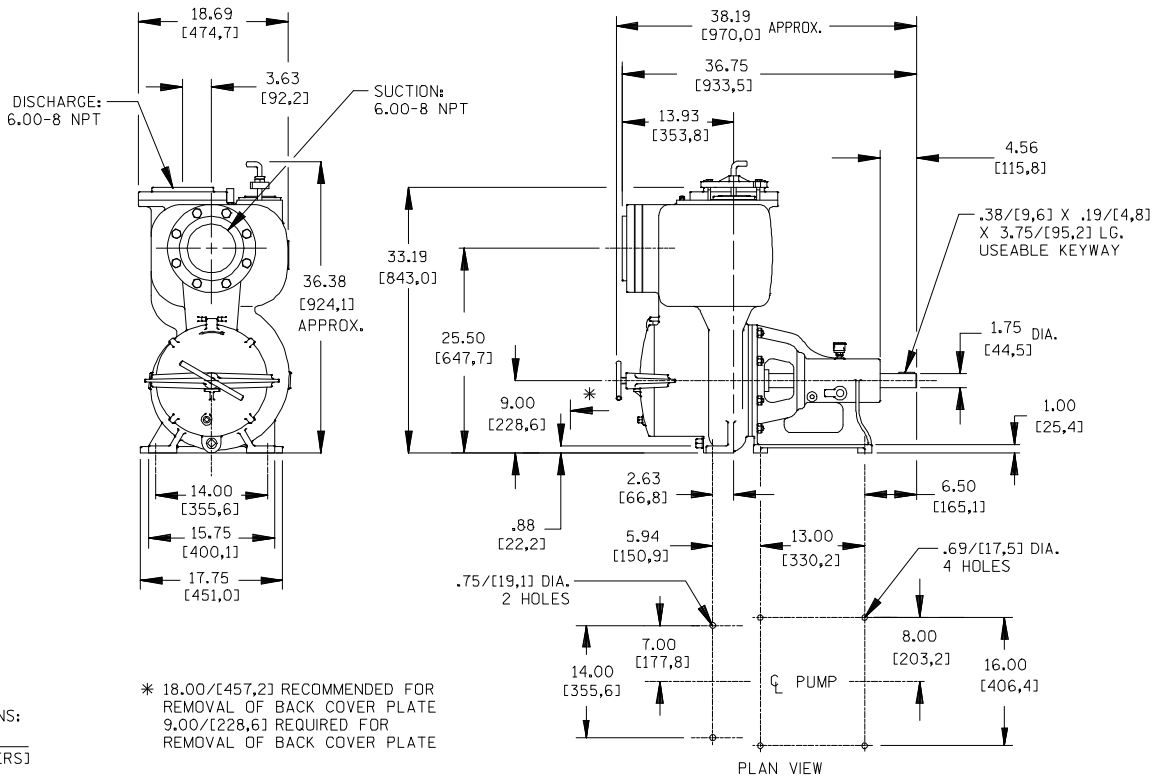 18.69
[474,7]
3.63
[92,2]
DISCHARGE:
6.00-8 NPT
SUCTION:
6.00-8 NPT
36.38
[924,1]
APPROX.
14.00
[355,6]
15.75
[400,1]
17.75
[451,0]
38.19
[970,0] APPROX.
36.75
[933,5]
13.93
[353,8]
4.56
[115,8]
.38/[9,6] X .19/[4,8]
X 3.75/[95,2] LG.
USEABLE KEYWAY
33.19
[843,0]
25.50
[647,7]
1.75 DIA.
[44,5]
9.00
[228,6]
*
1.00
[25,4]
2.63
[66,8]
6.50
[165,1]
.88
[22,2]
5.94
[150,9]
13.00
[330,2]
.69/[17,5] DIA.
4 HOLES
.75/[19,1] DIA.
2 HOLES
7.00
[177,8]
8.00
[203,2]
14.00
[355,6]
16.00
[406,4]
CL PUMP
PLAN VIEW
* 18.00/[457,2] RECOMMENDED FOR
REMOVAL OF BACK COVER PLATE
9.00/[228,6] REQUIRED FOR
REMOVAL OF BACK COVER PLATE
NS:
ERS]